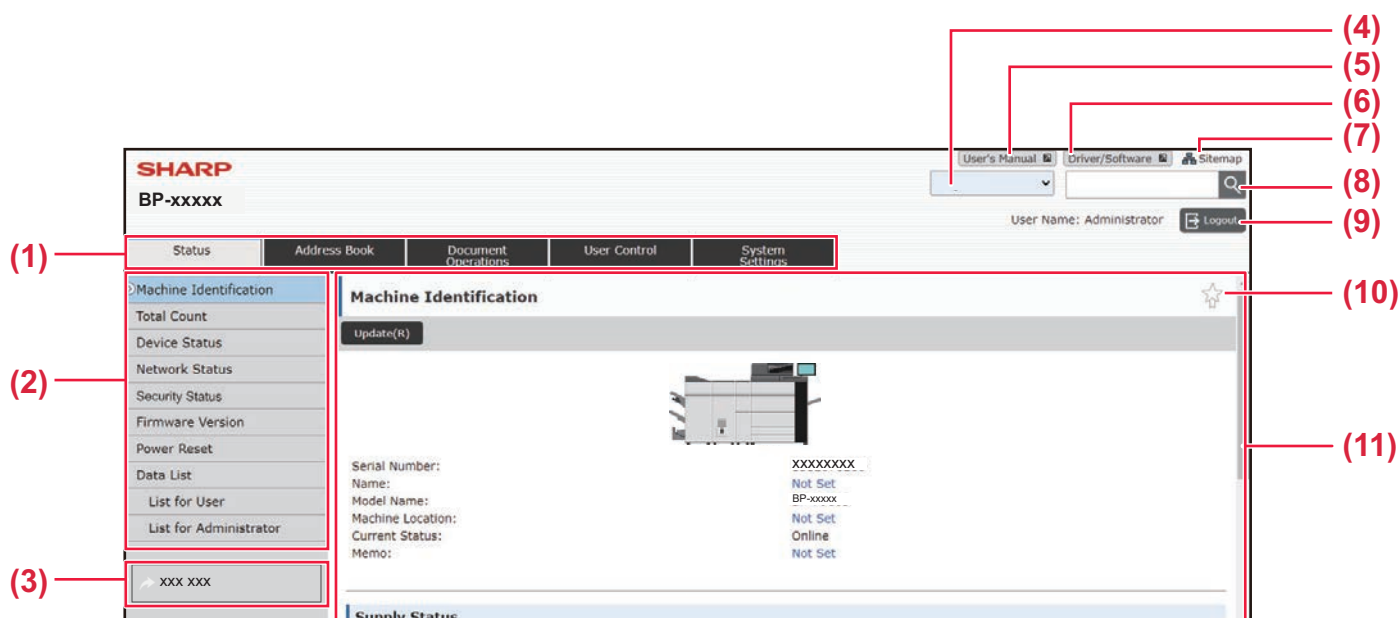 (4)
(5)
(6)
(7)
User's Manual Driver/Software Sitemap
SHARP
(8)
BP-xxxxx
User Name: Administrator Logout
(9)
(1)
Status Address Book Document Operations User Control System Settings
Machine Identification
Total Count
Device Status
Network Status
Security Status
Firmware Version
Power Reset
Data List
List for User
List for Administrator
(2)
(3)
xxx xxx
Machine Identification
(10)
Update(R)
(11)
Serial Number: XXXXXXXX
Name: Not Set
Model Name: BP-xxxxx
Machine Location: Not Set
Current Status: Online
Memo: Not Set
Supply Status